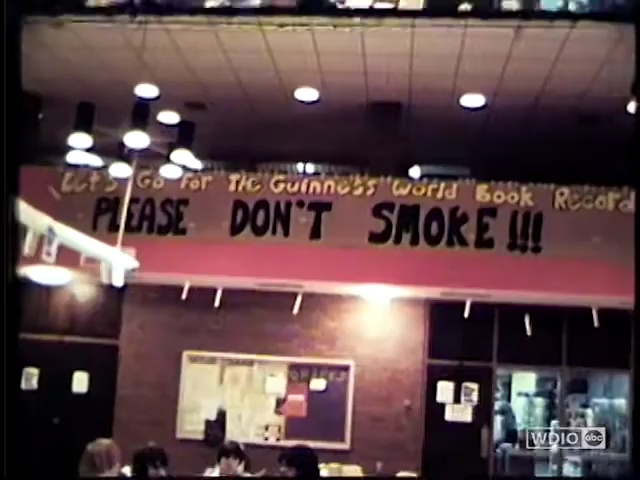 Let's Go For The Guinness World Book Record
PLEASE DON'T SMOKE!!!
WDIO abc